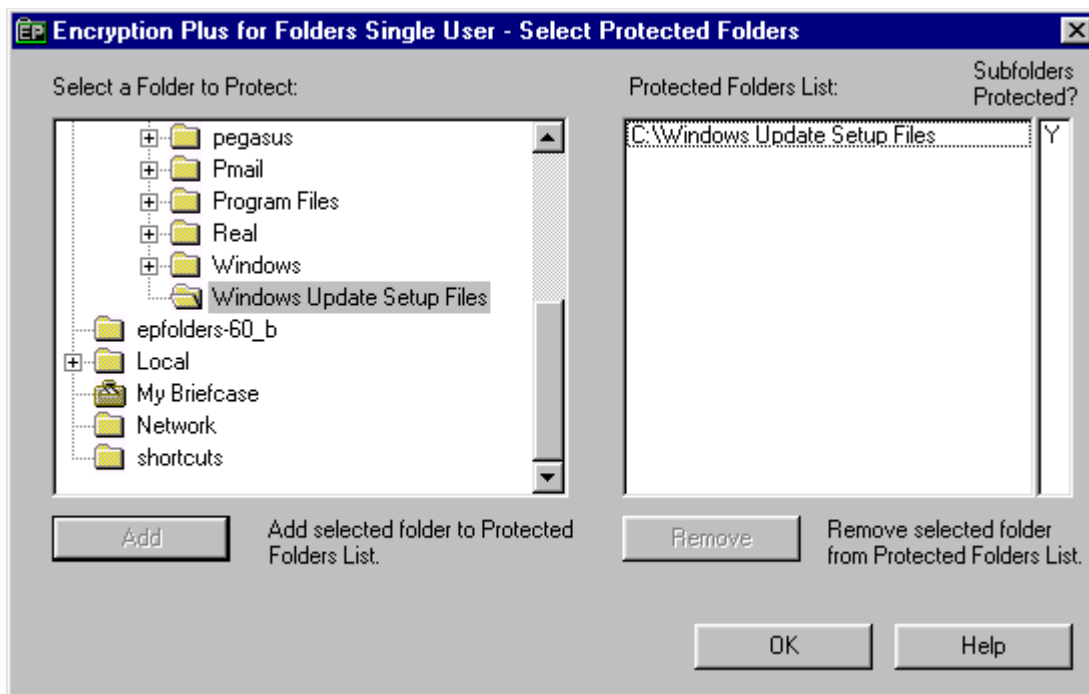 EP Encryption Plus for Folders Single User - Select Protected Folders
Select a Folder to Protect:
pegasus
Pmail
Program Files
Real
Windows
Windows Update Setup Files
epfolders-60_b
Local
My Briefcase
Network
shortcuts
Add
Add selected folder to Protected
Folders List.
Protected Folders List:
Subfolders
Protected?
C:\Windows Update Setup Files Y
Remove
Remove selected folder
from Protected Folders List.
OK
Help